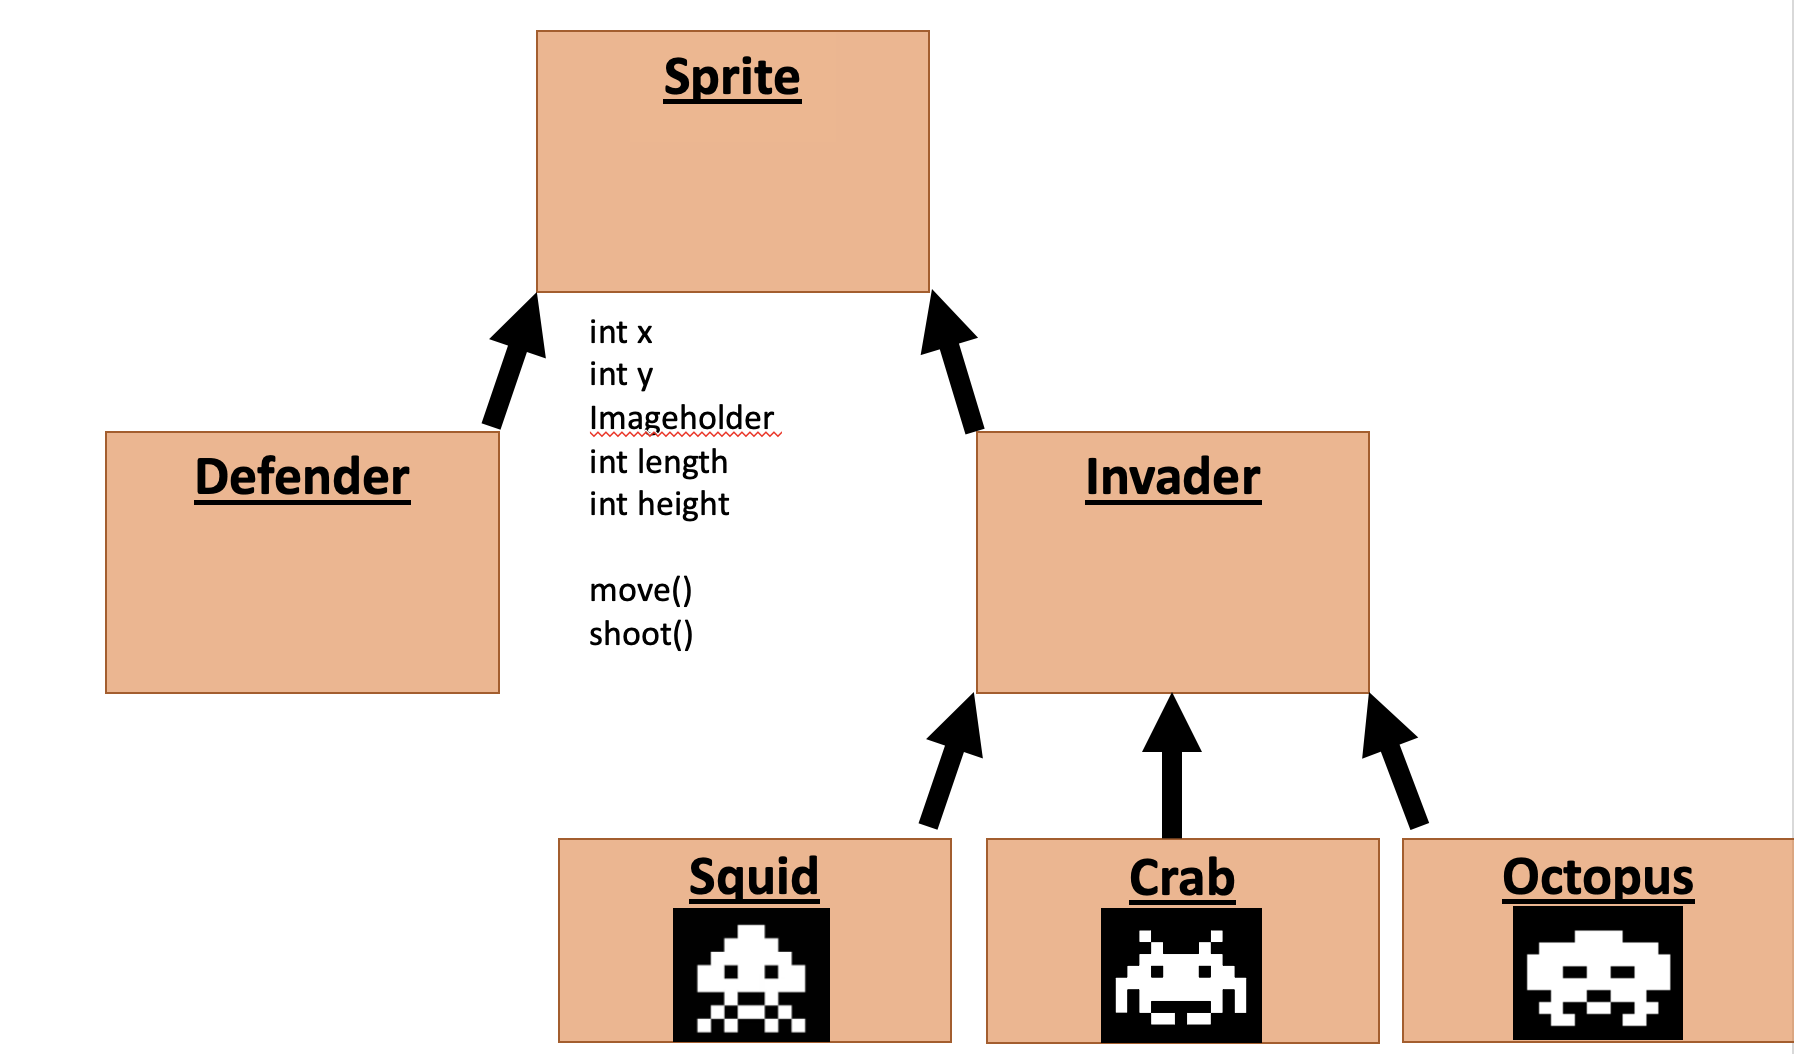 Sprite
int x
int y
Imageholder
int length
int height
move()
shoot()
Defender
Invader
Squid
Crab
Octopus